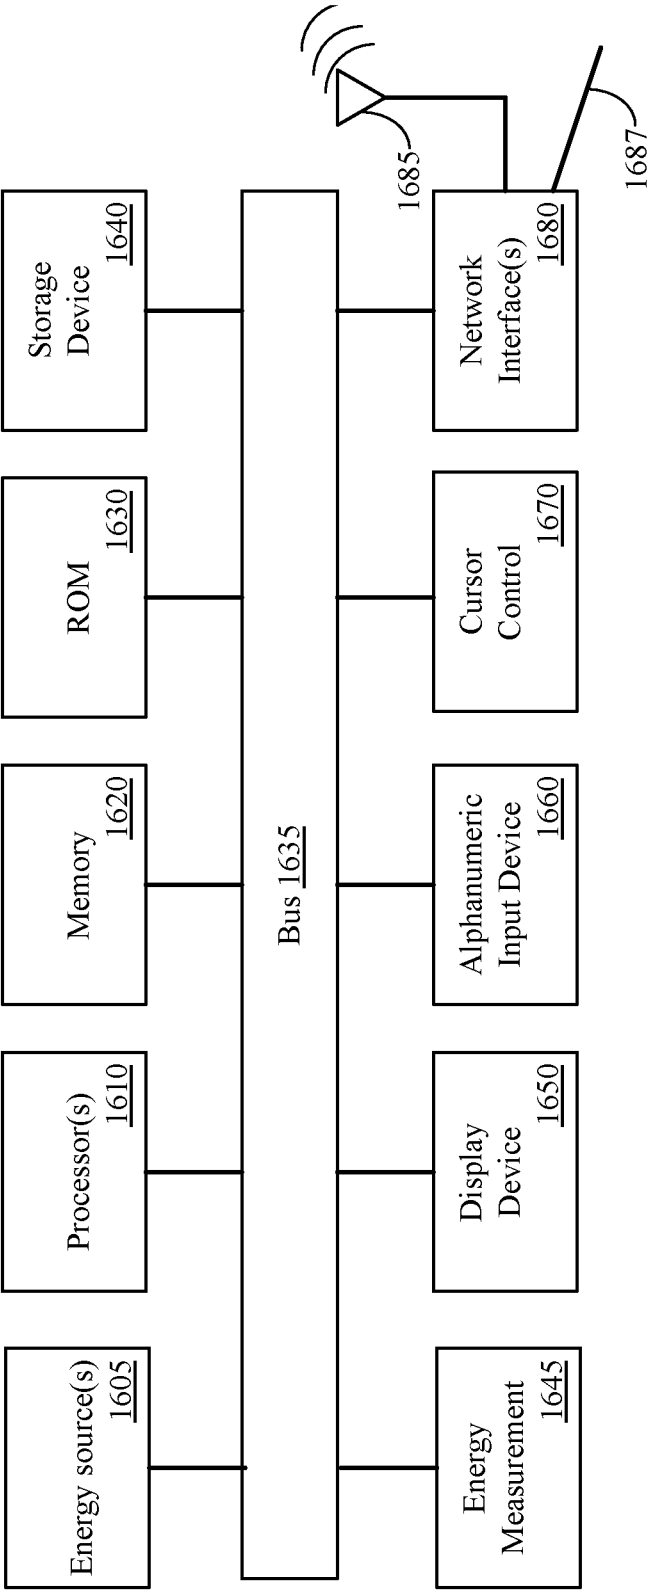 Energy source(s)
1605
Processor(s)
1610
Memory
1620
ROM
1630
Storage
Device
1640
Bus 1635
Energy
Measurement
1645
Display
Device
1650
Alphanumeric
Input Device
1660
Cursor
Control
1670
Network
Interface(s)
1680
1685
1687